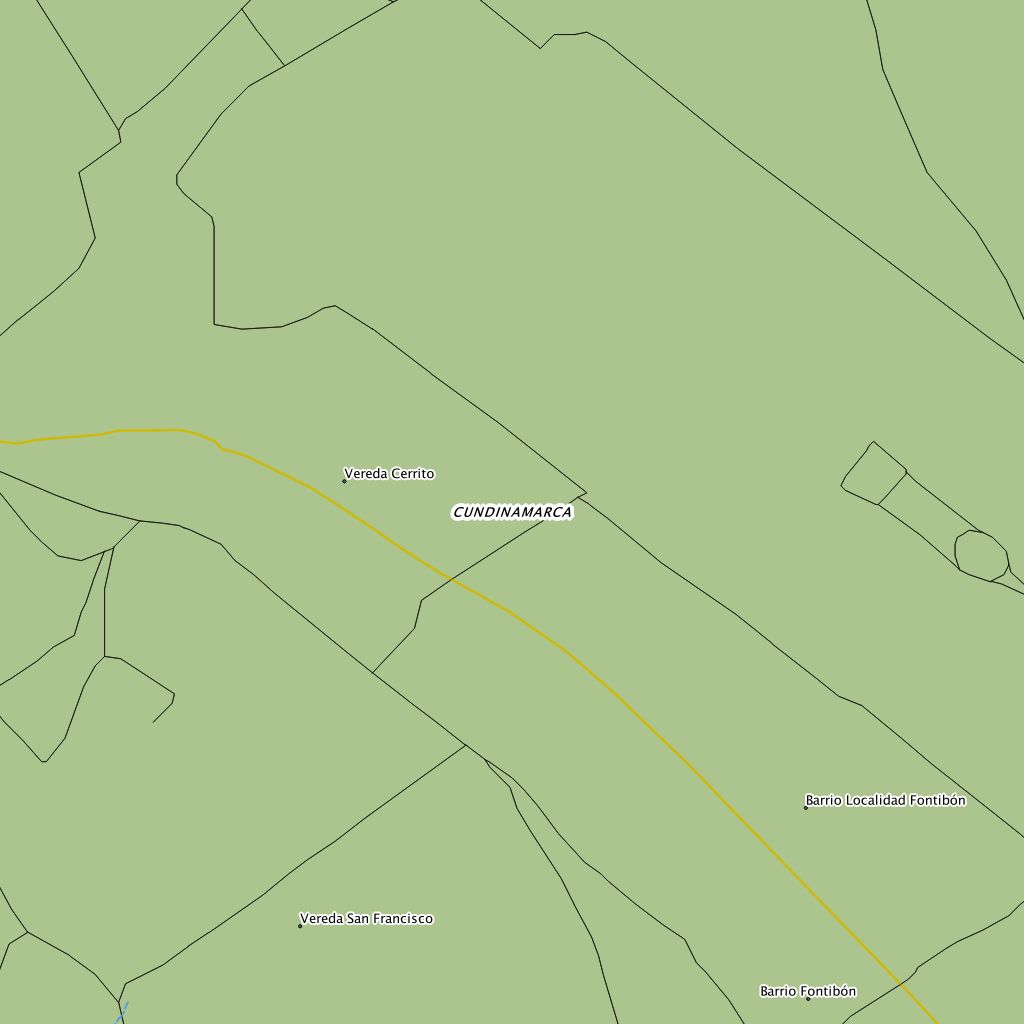 Vereda Cerrito
CUNDINAMARCA
Barrio Localidad Fontibón
Vereda San Francisco
Barrio Fontibón